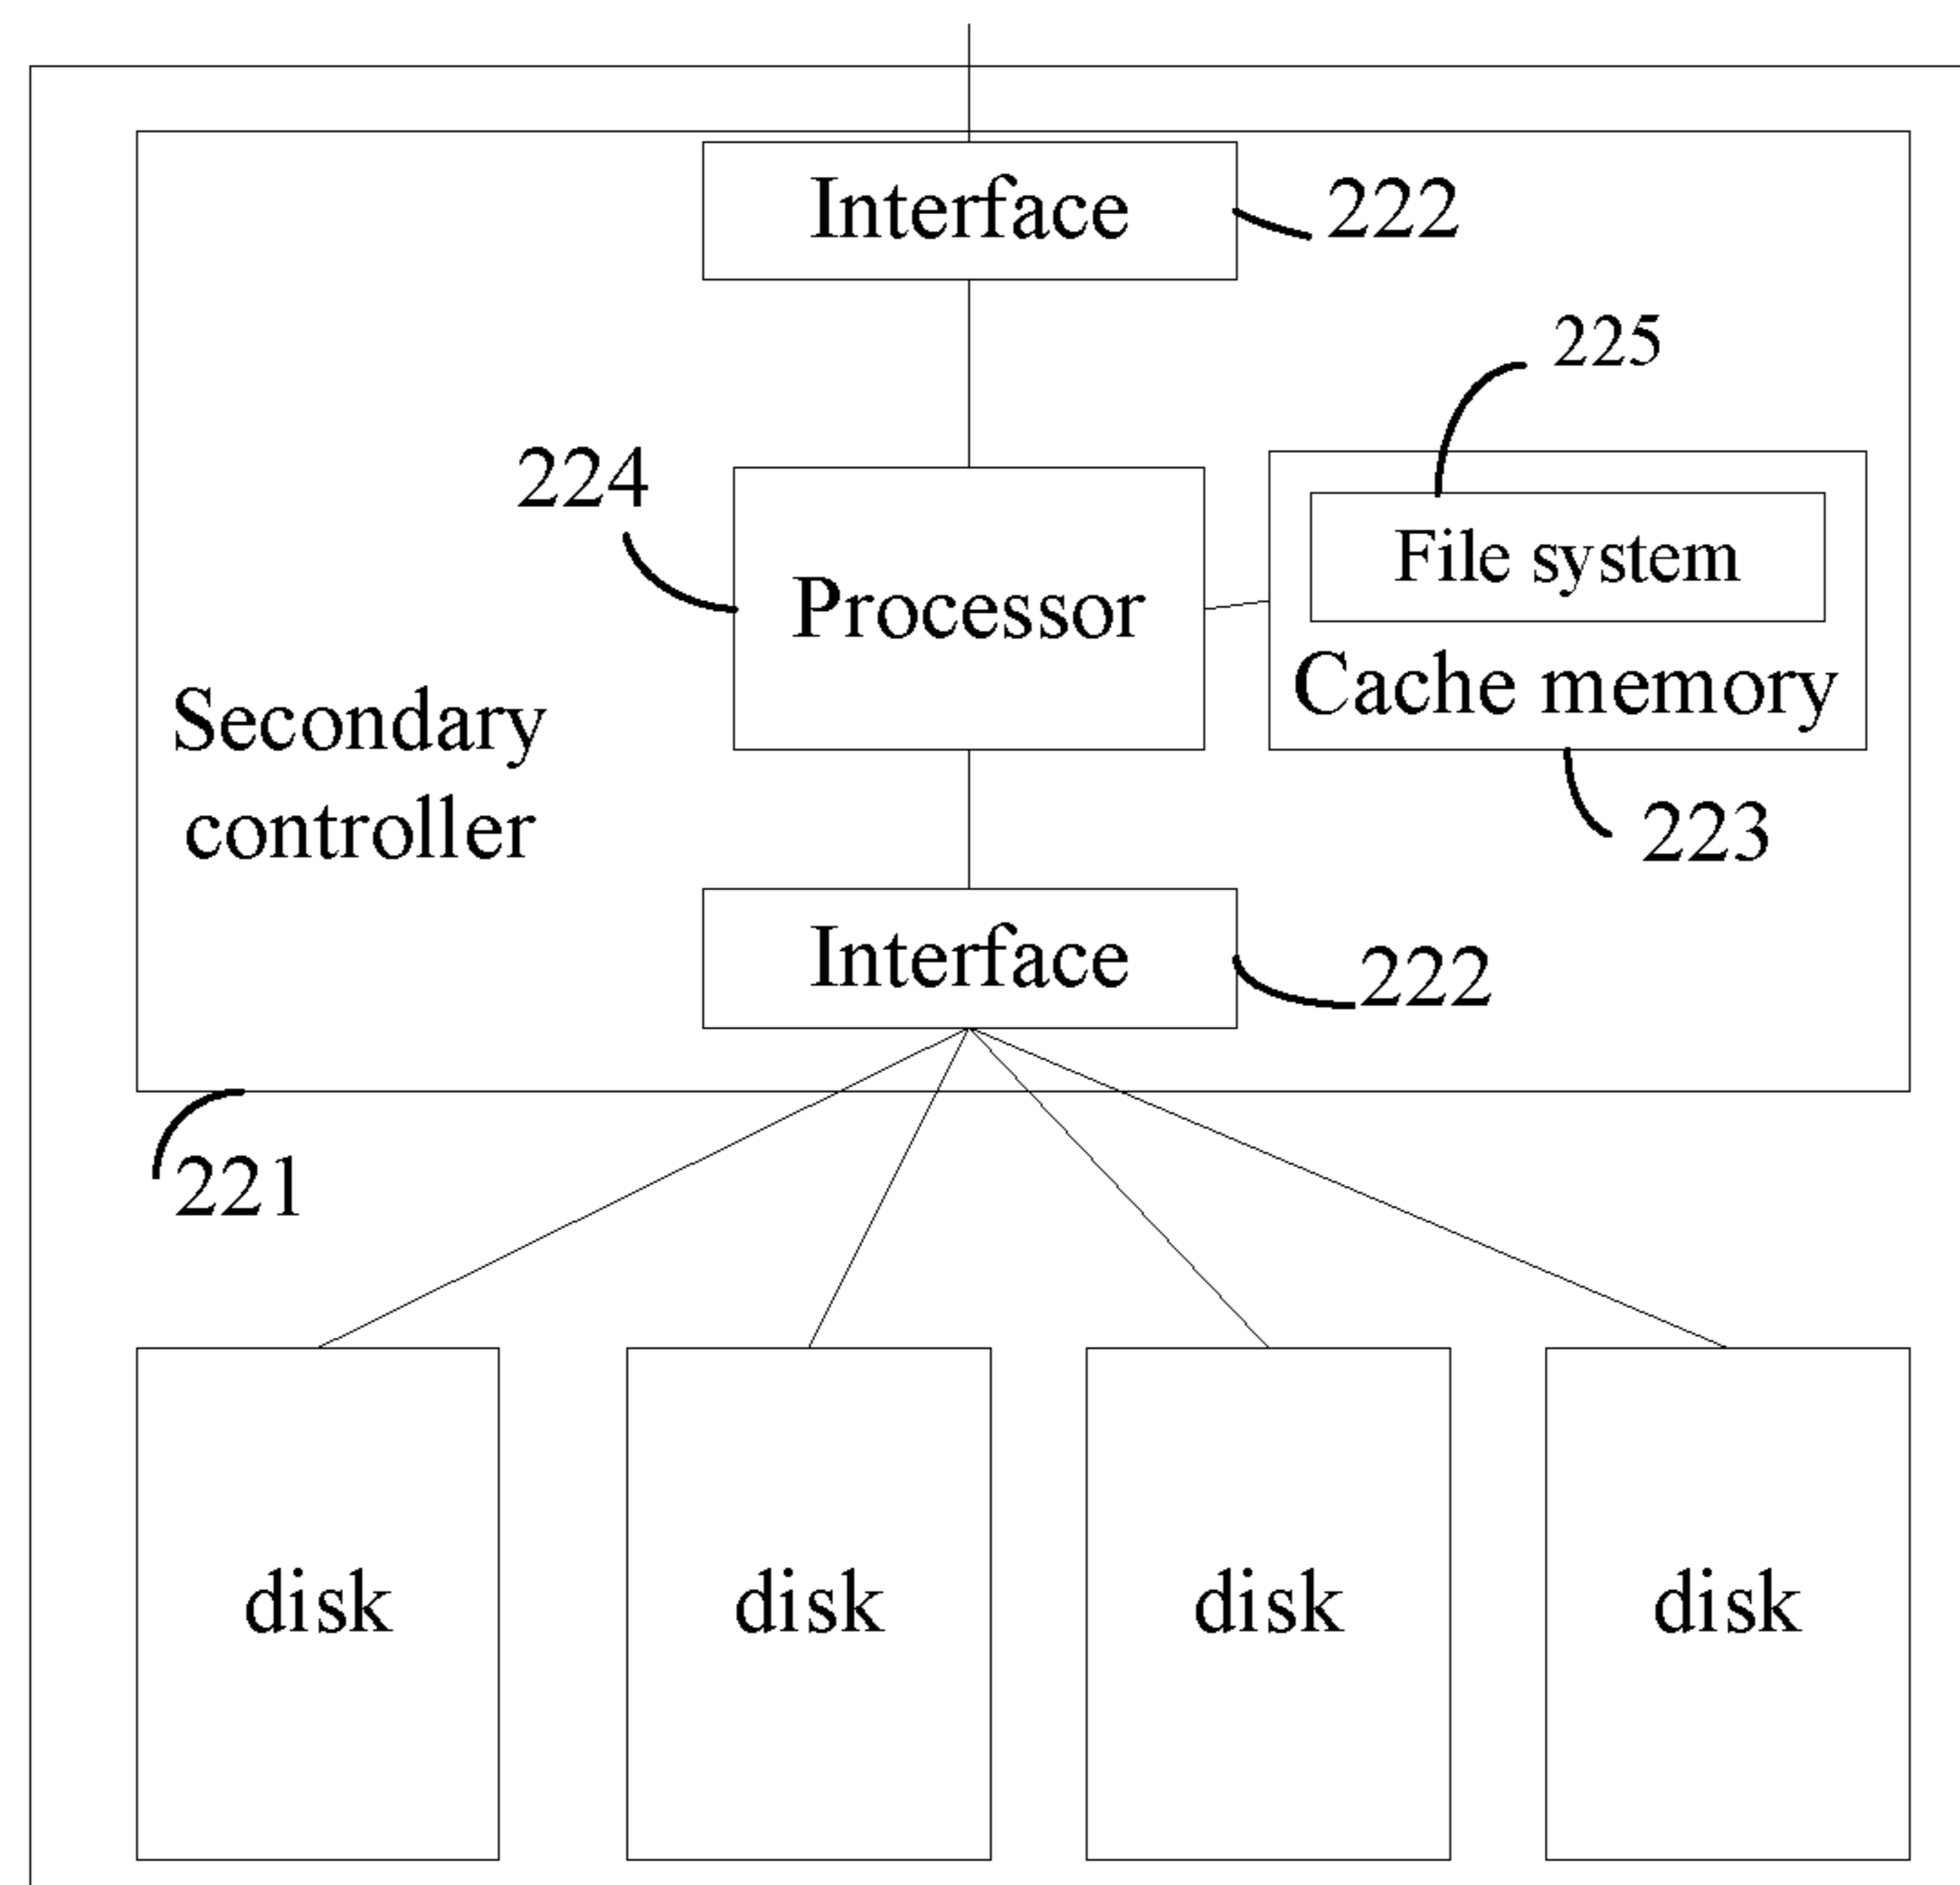 Interface
222
225
224
File system
Processor
Cache memory
Secondary
controller
223
Interface
222
221
disk
disk
disk
disk